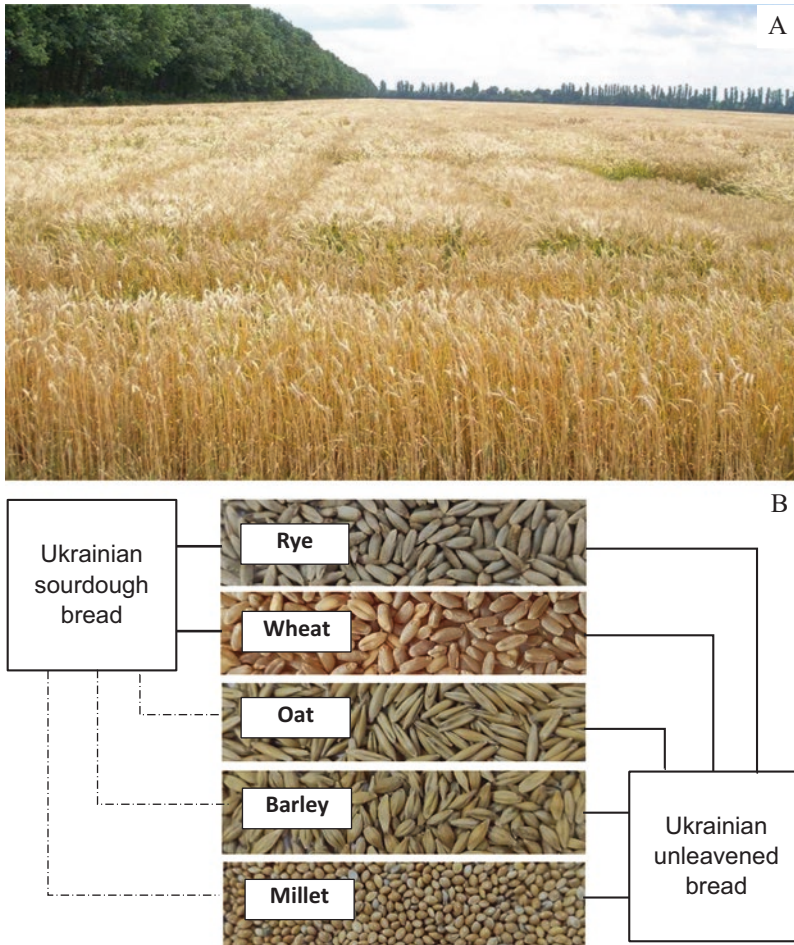 A
B
Ukrainian
sourdough
bread
Rye
Wheat
Oat
Barley
Millet
Ukrainian
unleavened
bread